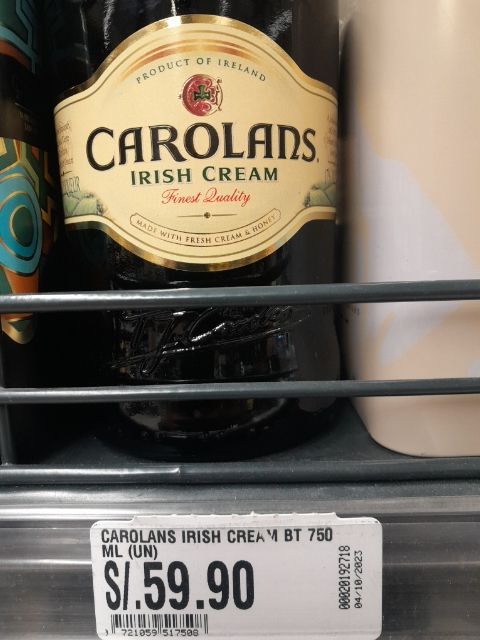 PRODUCT OF IRELAND
CAROLANS
IRISH CREAM
Finest Quality
MADE WITH FRESH CREAM & HONEY
CAROLANS IRISH CREAM BT 750
ML (UN)
S/.59.90
00020192718
04/10/2023
721059 517508